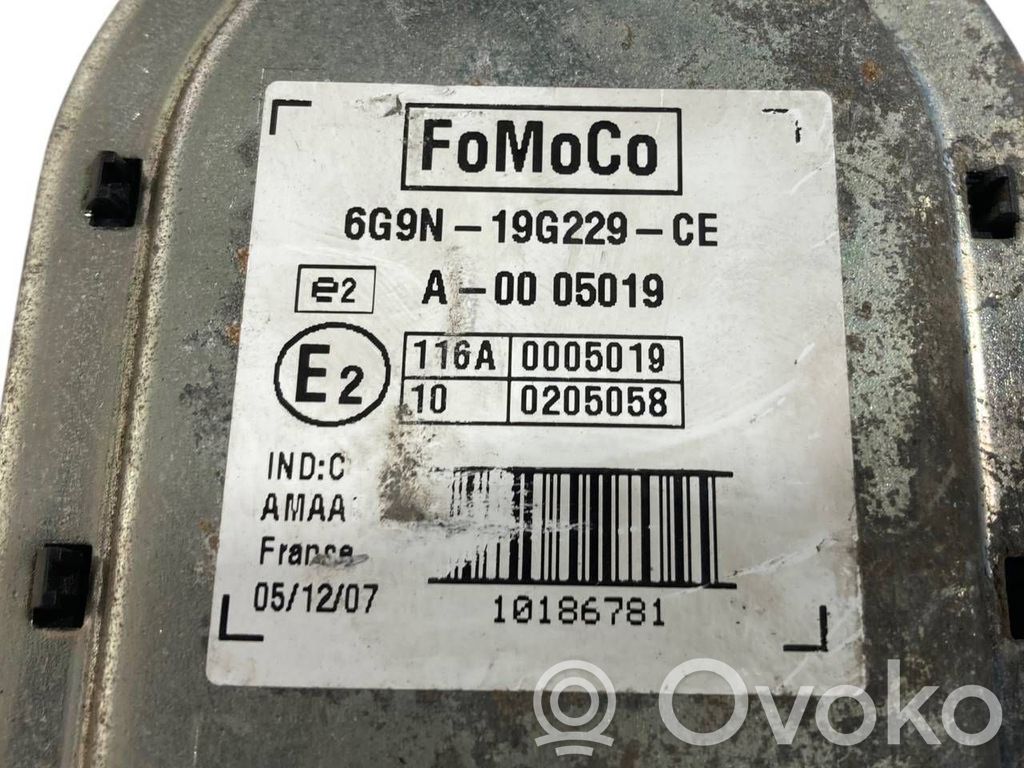 FoMoCo
6G9N-19G229-CE
e2 A-00 05019
E2 116A 0005019
10 0205058
IND:C
AMAA
France
05/12/07
10186781
Ovoko